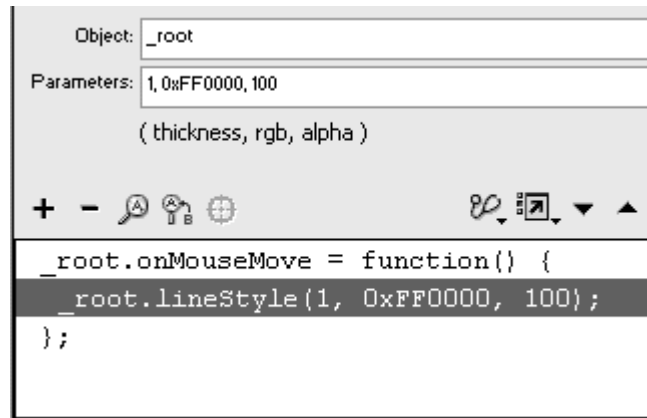 Object: _root
Parameters: 1, 0xFF0000, 100
( thickness, rgb, alpha )
_root.onMouseMove = function() {
_root.lineStyle(1, 0xFF0000, 100);
};